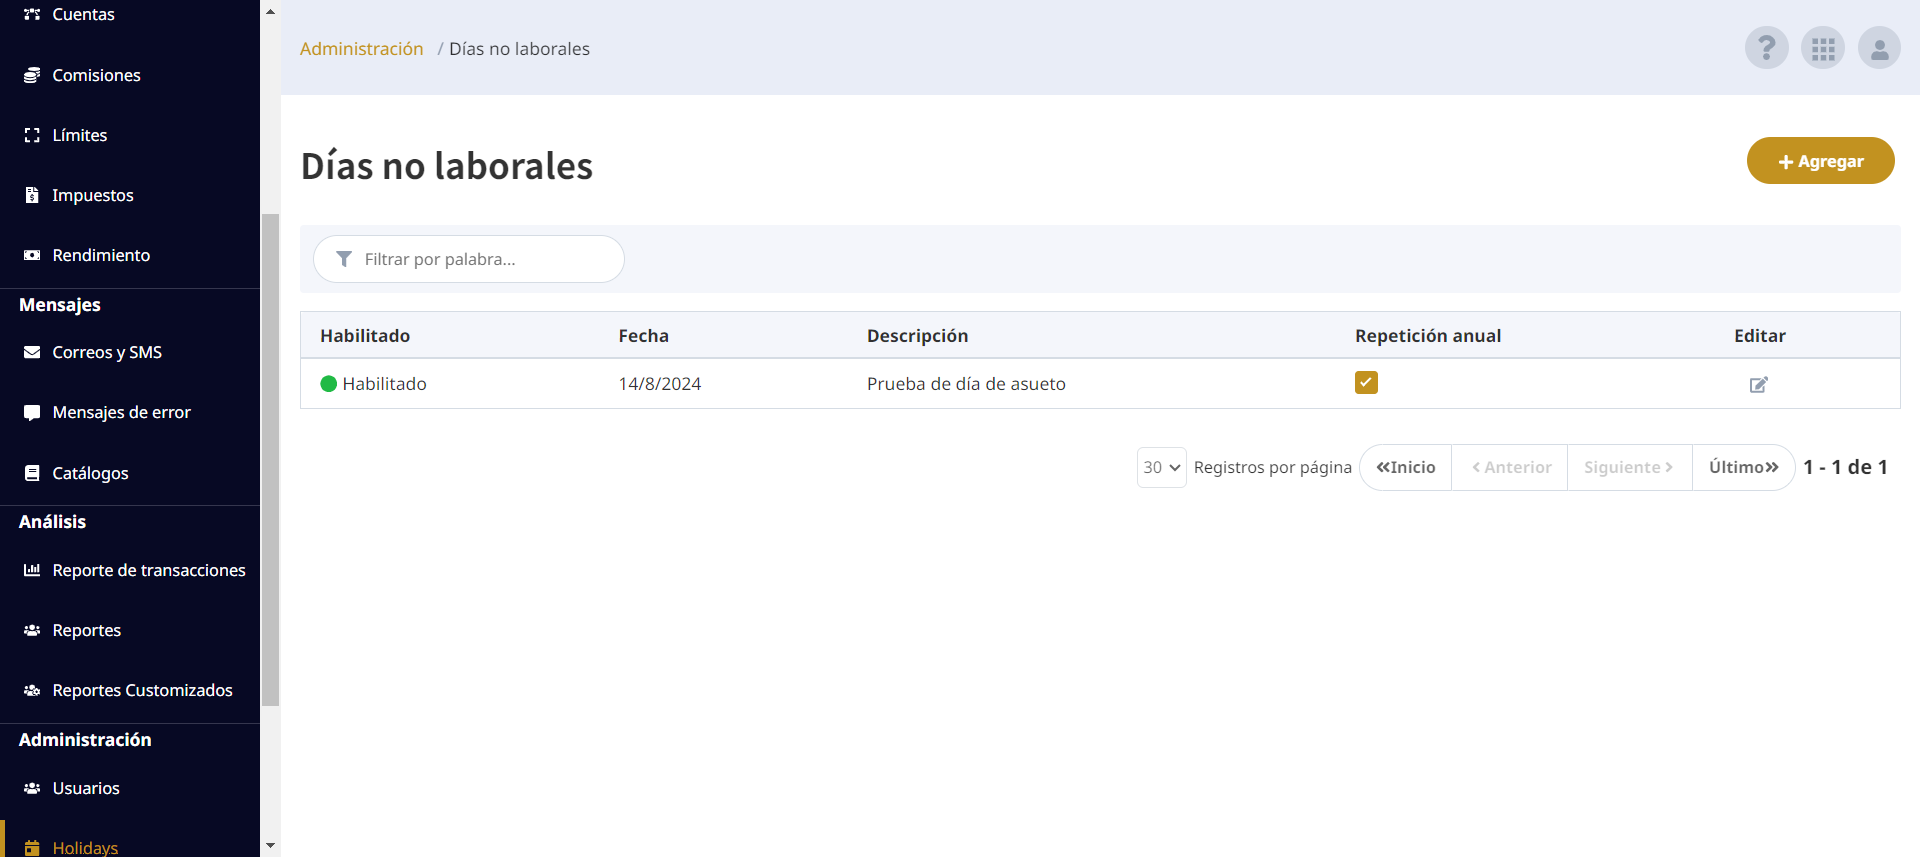 Cuentas
Comisiones
Límites
Impuestos
Rendimiento
Mensajes
Correos y SMS
Mensajes de error
Catálogos
Análisis
Reporte de transacciones
Reportes
Reportes Customizados
Administración
Usuarios
Holidays
Administración / Días no laborales
Días no laborales
Agregar
Filtrar por palabra...
Habilitado Fecha Descripción Repetición anual Editar
Habilitado 14/8/2024 Prueba de día de asueto
30 Registros por página «Inicio ‹ Anterior Siguiente › Último» 1 - 1 de 1